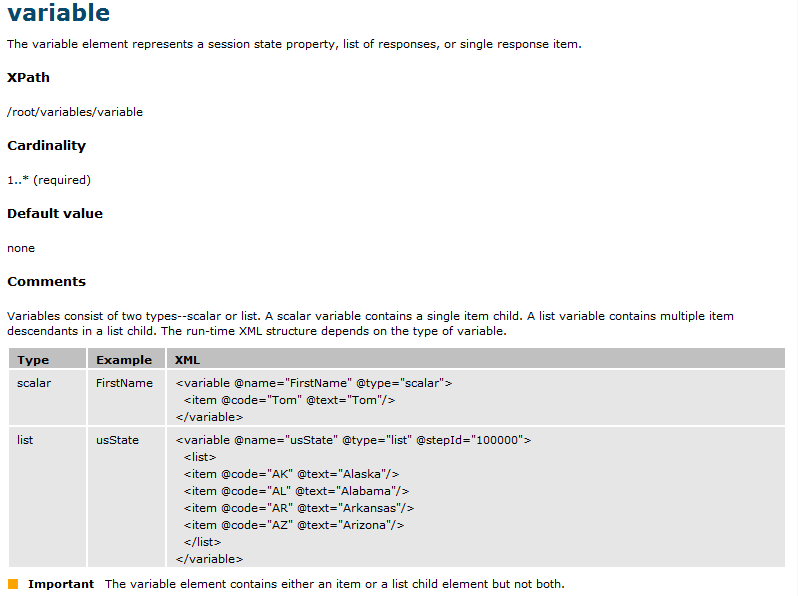 variable
The variable element represents a session state property, list of responses, or single response item.
XPath
/root/variables/variable
Cardinality
1..* (required)
Default value
none
Comments
Variables consist of two types--scalar or list. A scalar variable contains a single item child. A list variable contains multiple item
descendants in a list child. The run-time XML structure depends on the type of variable.
Type Example XML
scalar FirstName <variable @name="FirstName" @type="scalar">
<item @code="Tom" @text="Tom"/>
</variable>
list usState <variable @name="usState" @type="list" @stepId="100000">
<list>
<item @code="AK" @text="Alaska"/>
<item @code="AL" @text="Alabama"/>
<item @code="AR" @text="Arkansas"/>
<item @code="AZ" @text="Arizona"/>
</list>
</variable>
Important The variable element contains either an item or a list child element but not both.